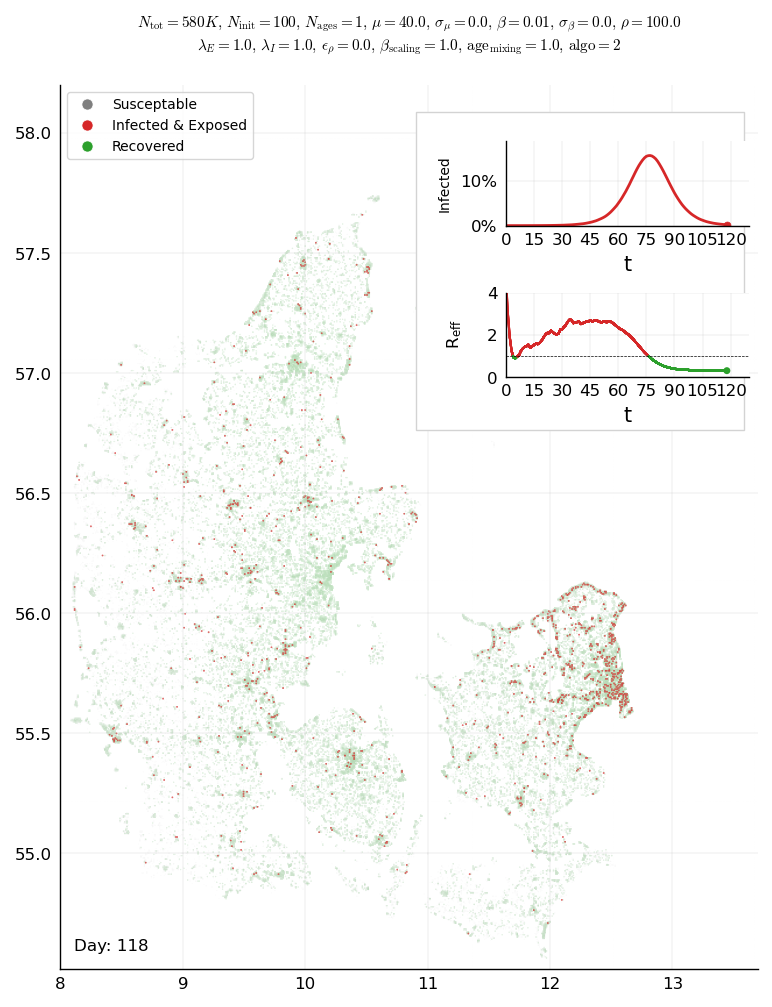 N_tot = 580K, N_init = 100, N_ages = 1, μ = 40.0, σ_μ = 0.0, β = 0.01, σ_β = 0.0, ρ = 100.0
λ_E = 1.0, λ_I = 1.0, ε_ρ = 0.0, β_scaling = 1.0, age_mixing = 1.0, algo = 2
Susceptable
Infected & Exposed
Recovered
Infected
10%
0%
0 15 30 45 60 75 90 105 120
t
R_eff
4
2
0
0 15 30 45 60 75 90 105 120
t
58.0
57.5
57.0
56.5
56.0
55.5
55.0
Day: 118
8 9 10 11 12 13